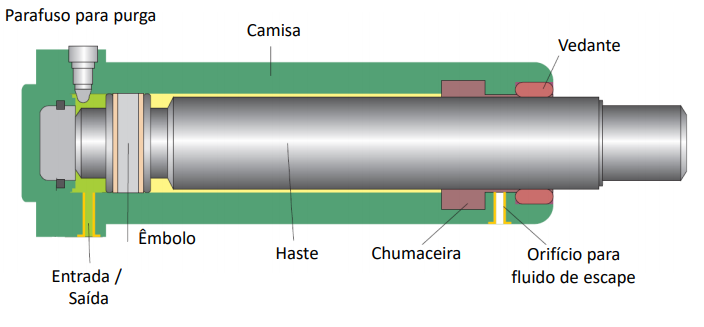 Parafuso para purga
Camisa
Vedante
Êmbolo
Haste
Chumaceira
Orifício para
fluido de escape
Entrada /
Saída